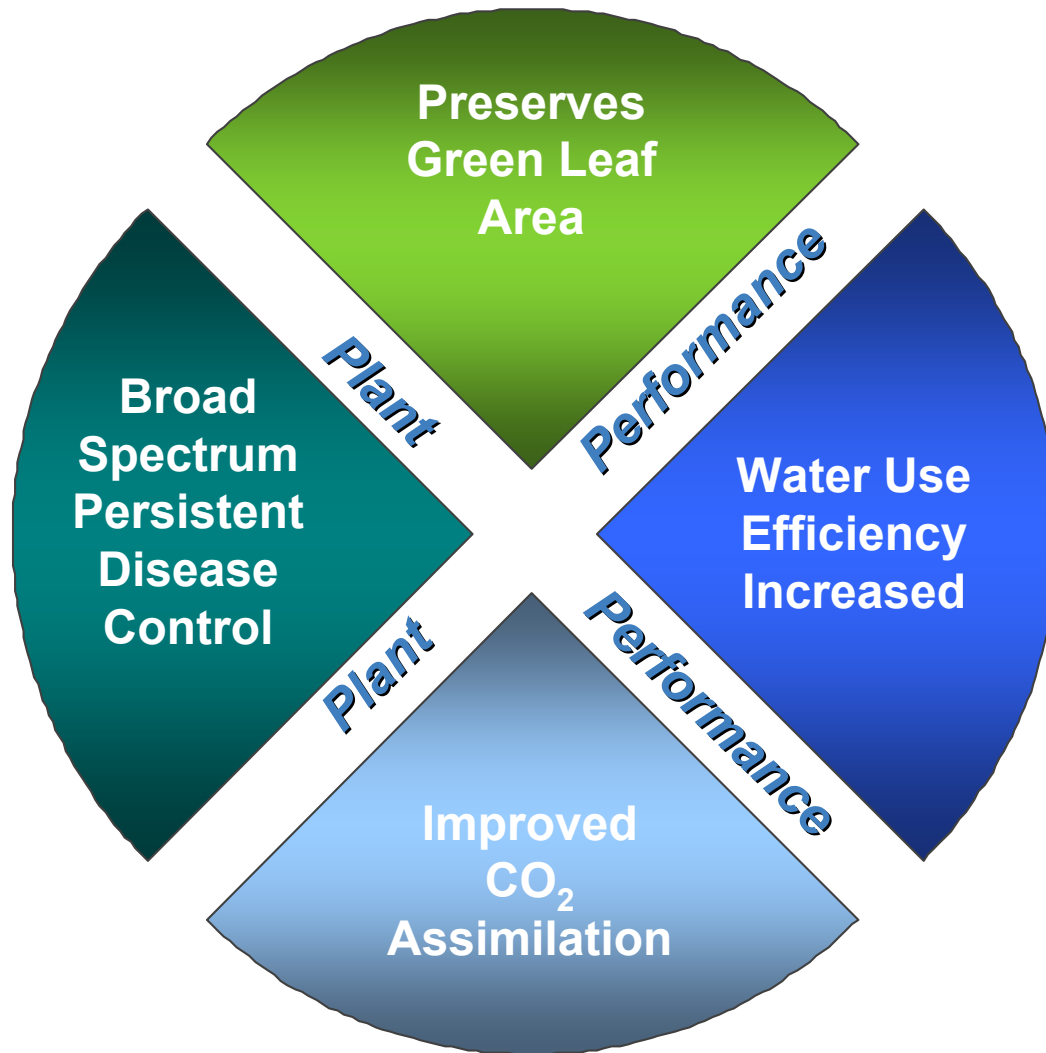 Preserves
Green Leaf
Area
Plant
Performance
Broad
Spectrum
Persistent
Disease
Control
Water Use
Efficiency
Increased
Plant
Performance
Improved
CO₂
Assimilation